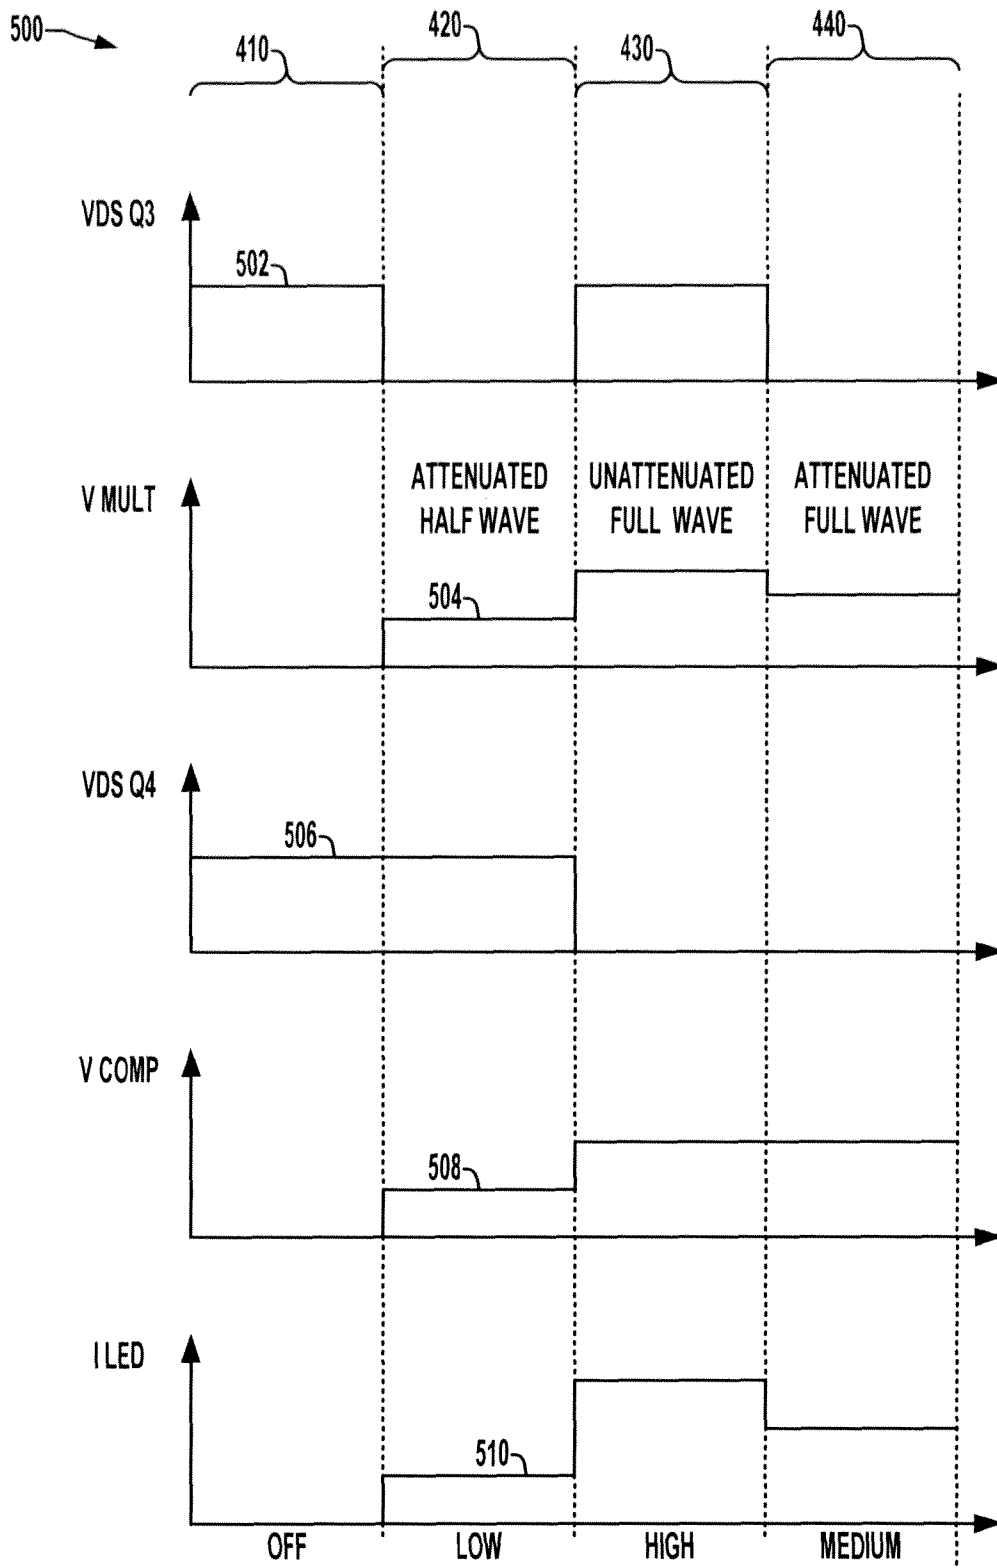 500
410
420
430
440
VDS Q3
502
V MULT
ATTENUATED
HALF WAVE
UNATTENUATED
FULL WAVE
ATTENUATED
FULL WAVE
504
VDS Q4
506
V COMP
508
I LED
510
OFF
LOW
HIGH
MEDIUM